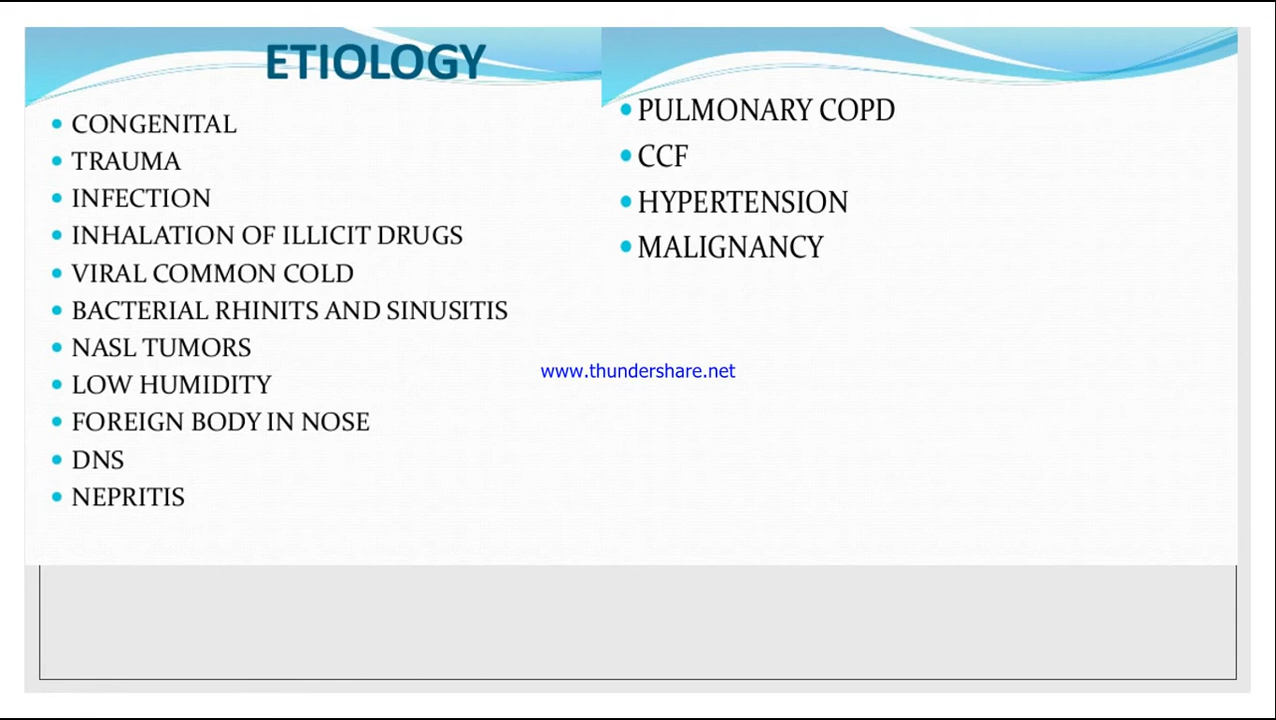 ETIOLOGY
• CONGENITAL
• TRAUMA
• INFECTION
• INHALATION OF ILLICIT DRUGS
• VIRAL COMMON COLD
• BACTERIAL RHINITS AND SINUSITIS
• NASL TUMORS
• LOW HUMIDITY
• FOREIGN BODY IN NOSE
• DNS
• NEPRITIS
• PULMONARY COPD
• CCF
• HYPERTENSION
• MALIGNANCY
www.thundershare.net